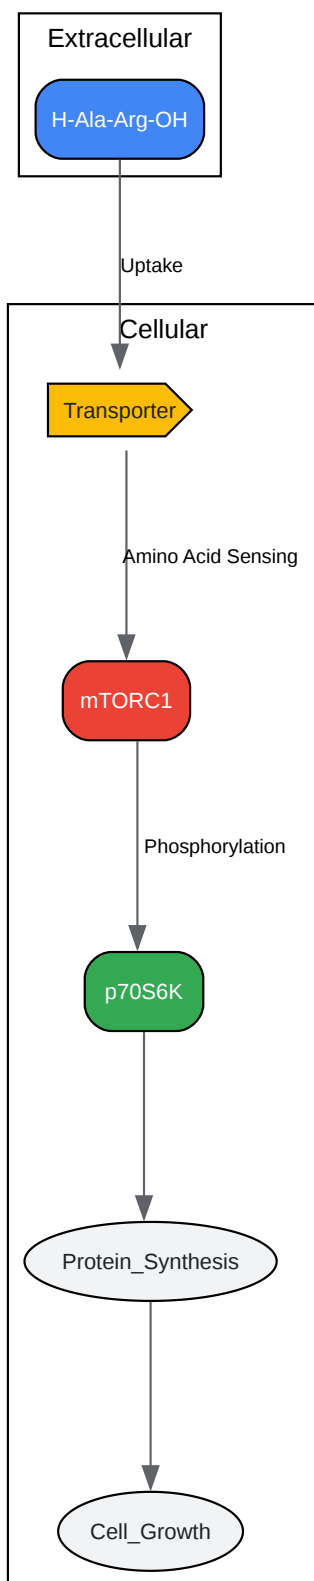 Extracellular
H-Ala-Arg-OH
Uptake
Cellular
Transporter
Amino Acid Sensing
mTORC1
Phosphorylation
p70S6K
Protein_Synthesis
Cell_Growth